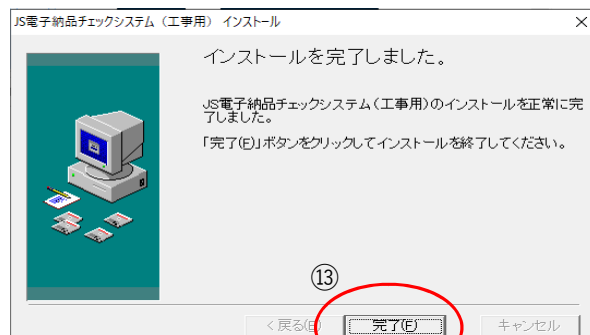 JS電子納品チェックシステム（工事用） インストール
インストールを完了しました。
JS電子納品チェックシステム(工事用)のインストールを正常に完
了しました。
「完了(E)」ボタンをクリックしてインストールを終了してください。
⑬
< 戻る(B) 完了(F) キャンセル